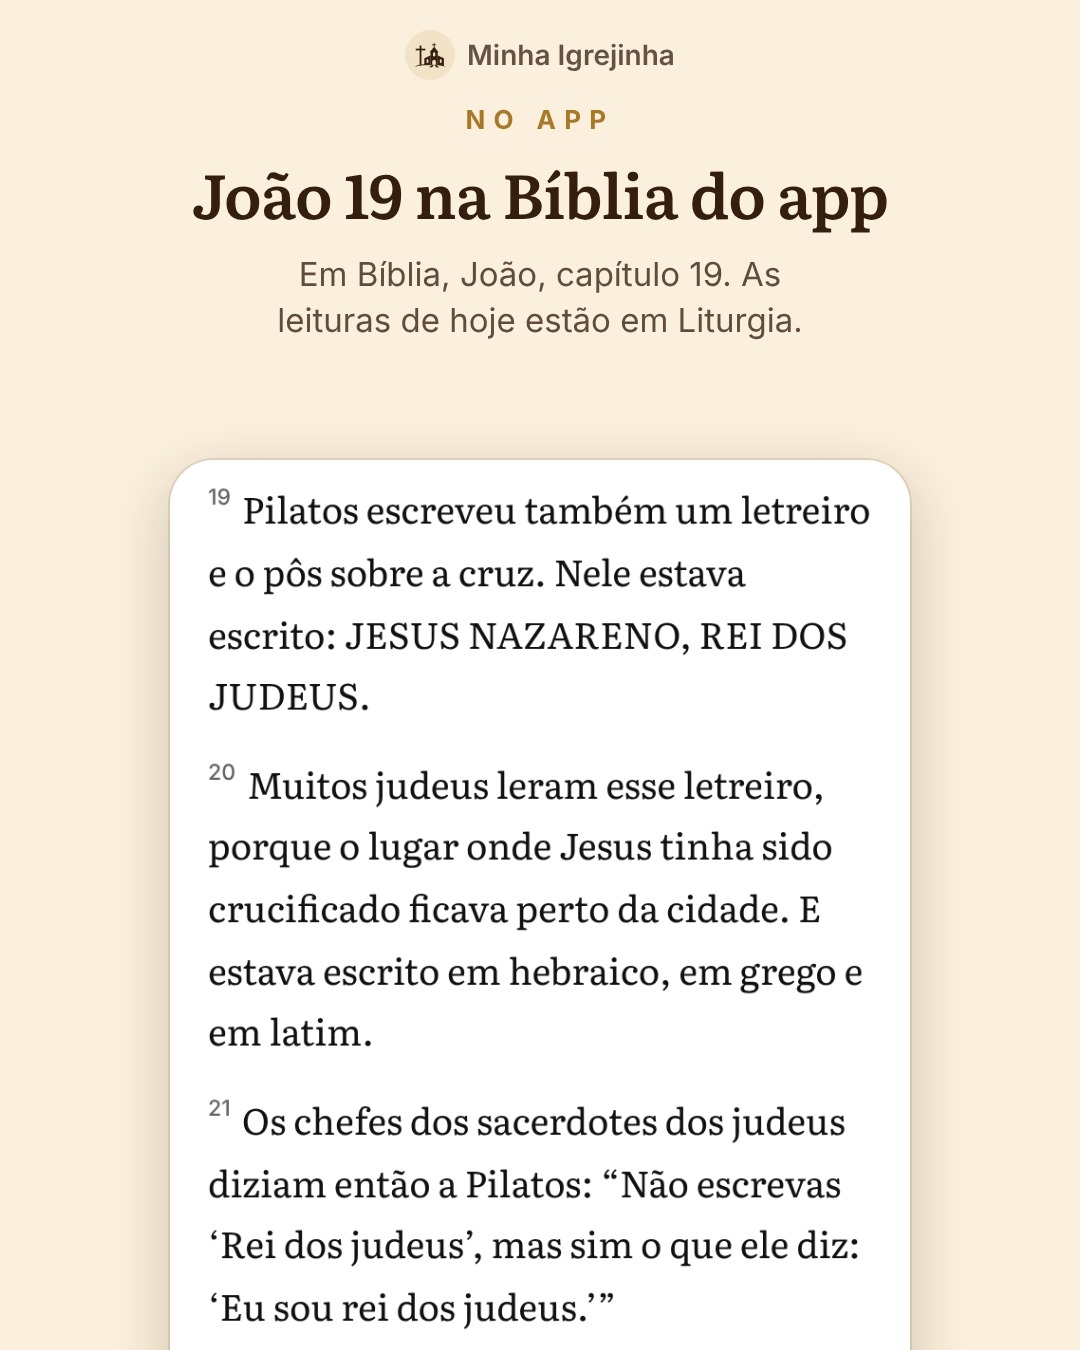 Minha Igrejinha
NO APP
João 19 na Bíblia do app
Em Bíblia, João, capítulo 19. As
leituras de hoje estão em Liturgia.
19 Pilatos escreveu também um letreiro
e o pôs sobre a cruz. Nele estava
escrito: JESUS NAZARENO, REI DOS
JUDEUS.
20 Muitos judeus leram esse letreiro,
porque o lugar onde Jesus tinha sido
crucificado ficava perto da cidade. E
estava escrito em hebraico, em grego e
em latim.
21 Os chefes dos sacerdotes dos judeus
diziam então a Pilatos: “Não escrevas
‘Rei dos judeus’, mas sim o que ele diz:
‘Eu sou rei dos judeus.’”